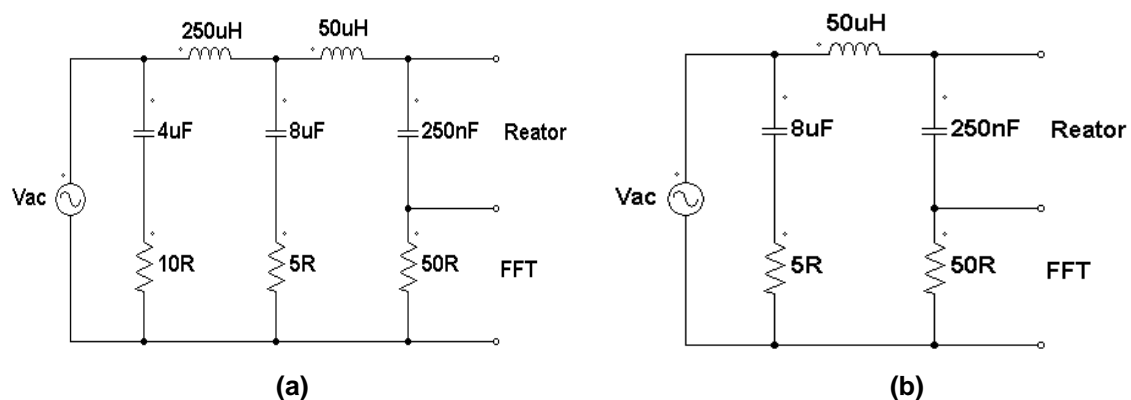 250uH 50uH
4uF 8uF 250nF Reator
Vac
10R 5R 50R FFT
(a)
50uH
8uF 250nF Reator
Vac
5R 50R FFT
(b)